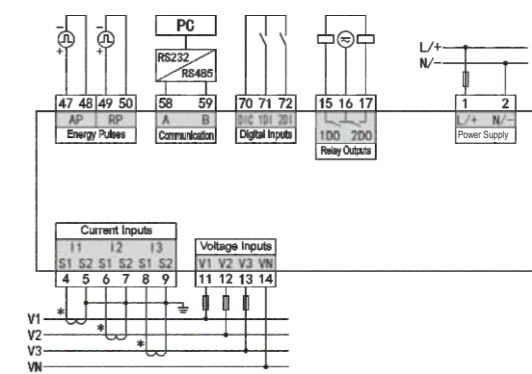 PC
RS232
RS485
L/+
N/-
- + - +
47 48 49 50
AP RP
Energy Pulses
58 59
A B
Communication
70 71 72
DIC 1DI 2DI
Digital Inputs
15 16 17
1DO 2DO
Relay Outputs
1 2
L/+ N/-
Power Supply
Current Inputs
I1 I2 I3
S1 S2 S1 S2 S1 S2
4 5 6 7 8 9
Voltage Inputs
V1 V2 V3 VN
11 12 13 14
* * *
V1
V2
V3
VN